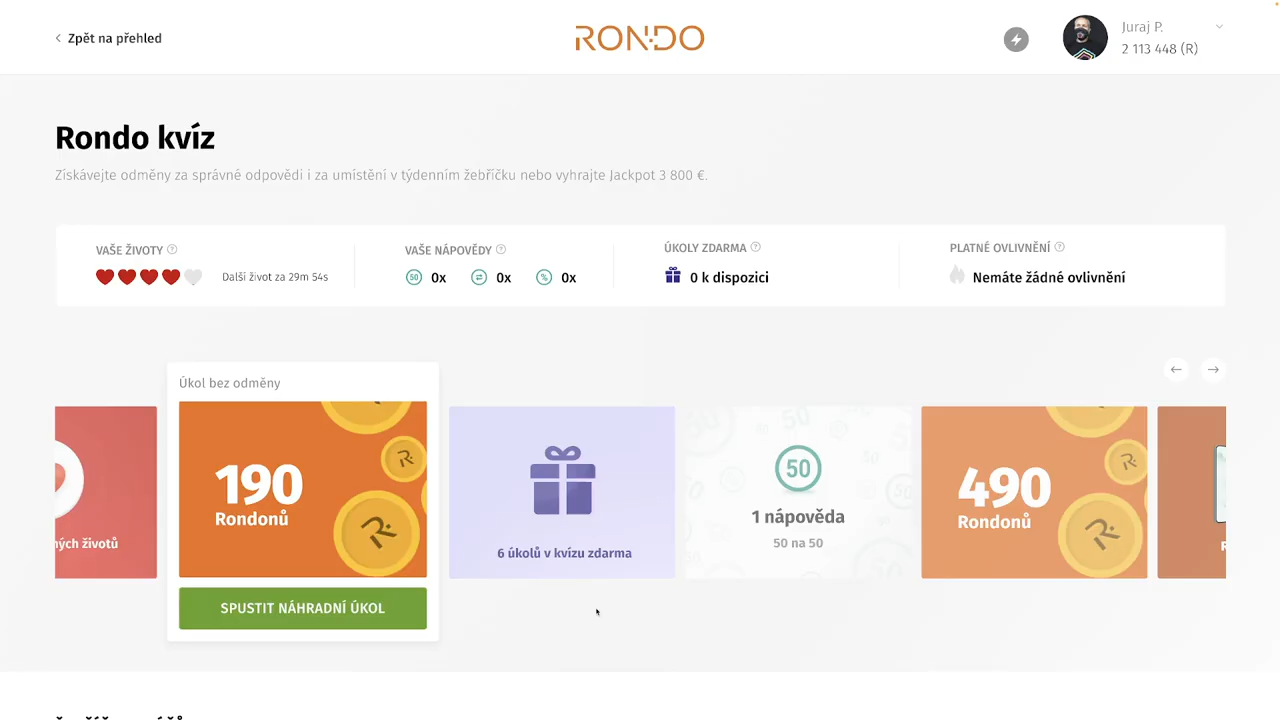 Zpět na přehled
RONDO
Juraj P.
2 113 448 (R)
Rondo kvíz
Získávejte odměny za správné odpovědi i za umístění v týdenním žebříčku nebo vyhrajte Jackpot 3 800 €.
VAŠE ŽIVOTY ?
Další život za 29m 54s
VAŠE NÁPOVĚDY ?
50 0x 0x % 0x
ÚKOLY ZDARMA ?
0 k dispozici
PLATNÉ OVLIVNĚNÍ ?
Nemáte žádné ovlivnění
← →
ných životů
Úkol bez odměny
190
Rondonů
SPUSTIT NÁHRADNÍ ÚKOL
6 úkolů v kvízu zdarma
50
1 nápověda
50 na 50
490
Rondonů